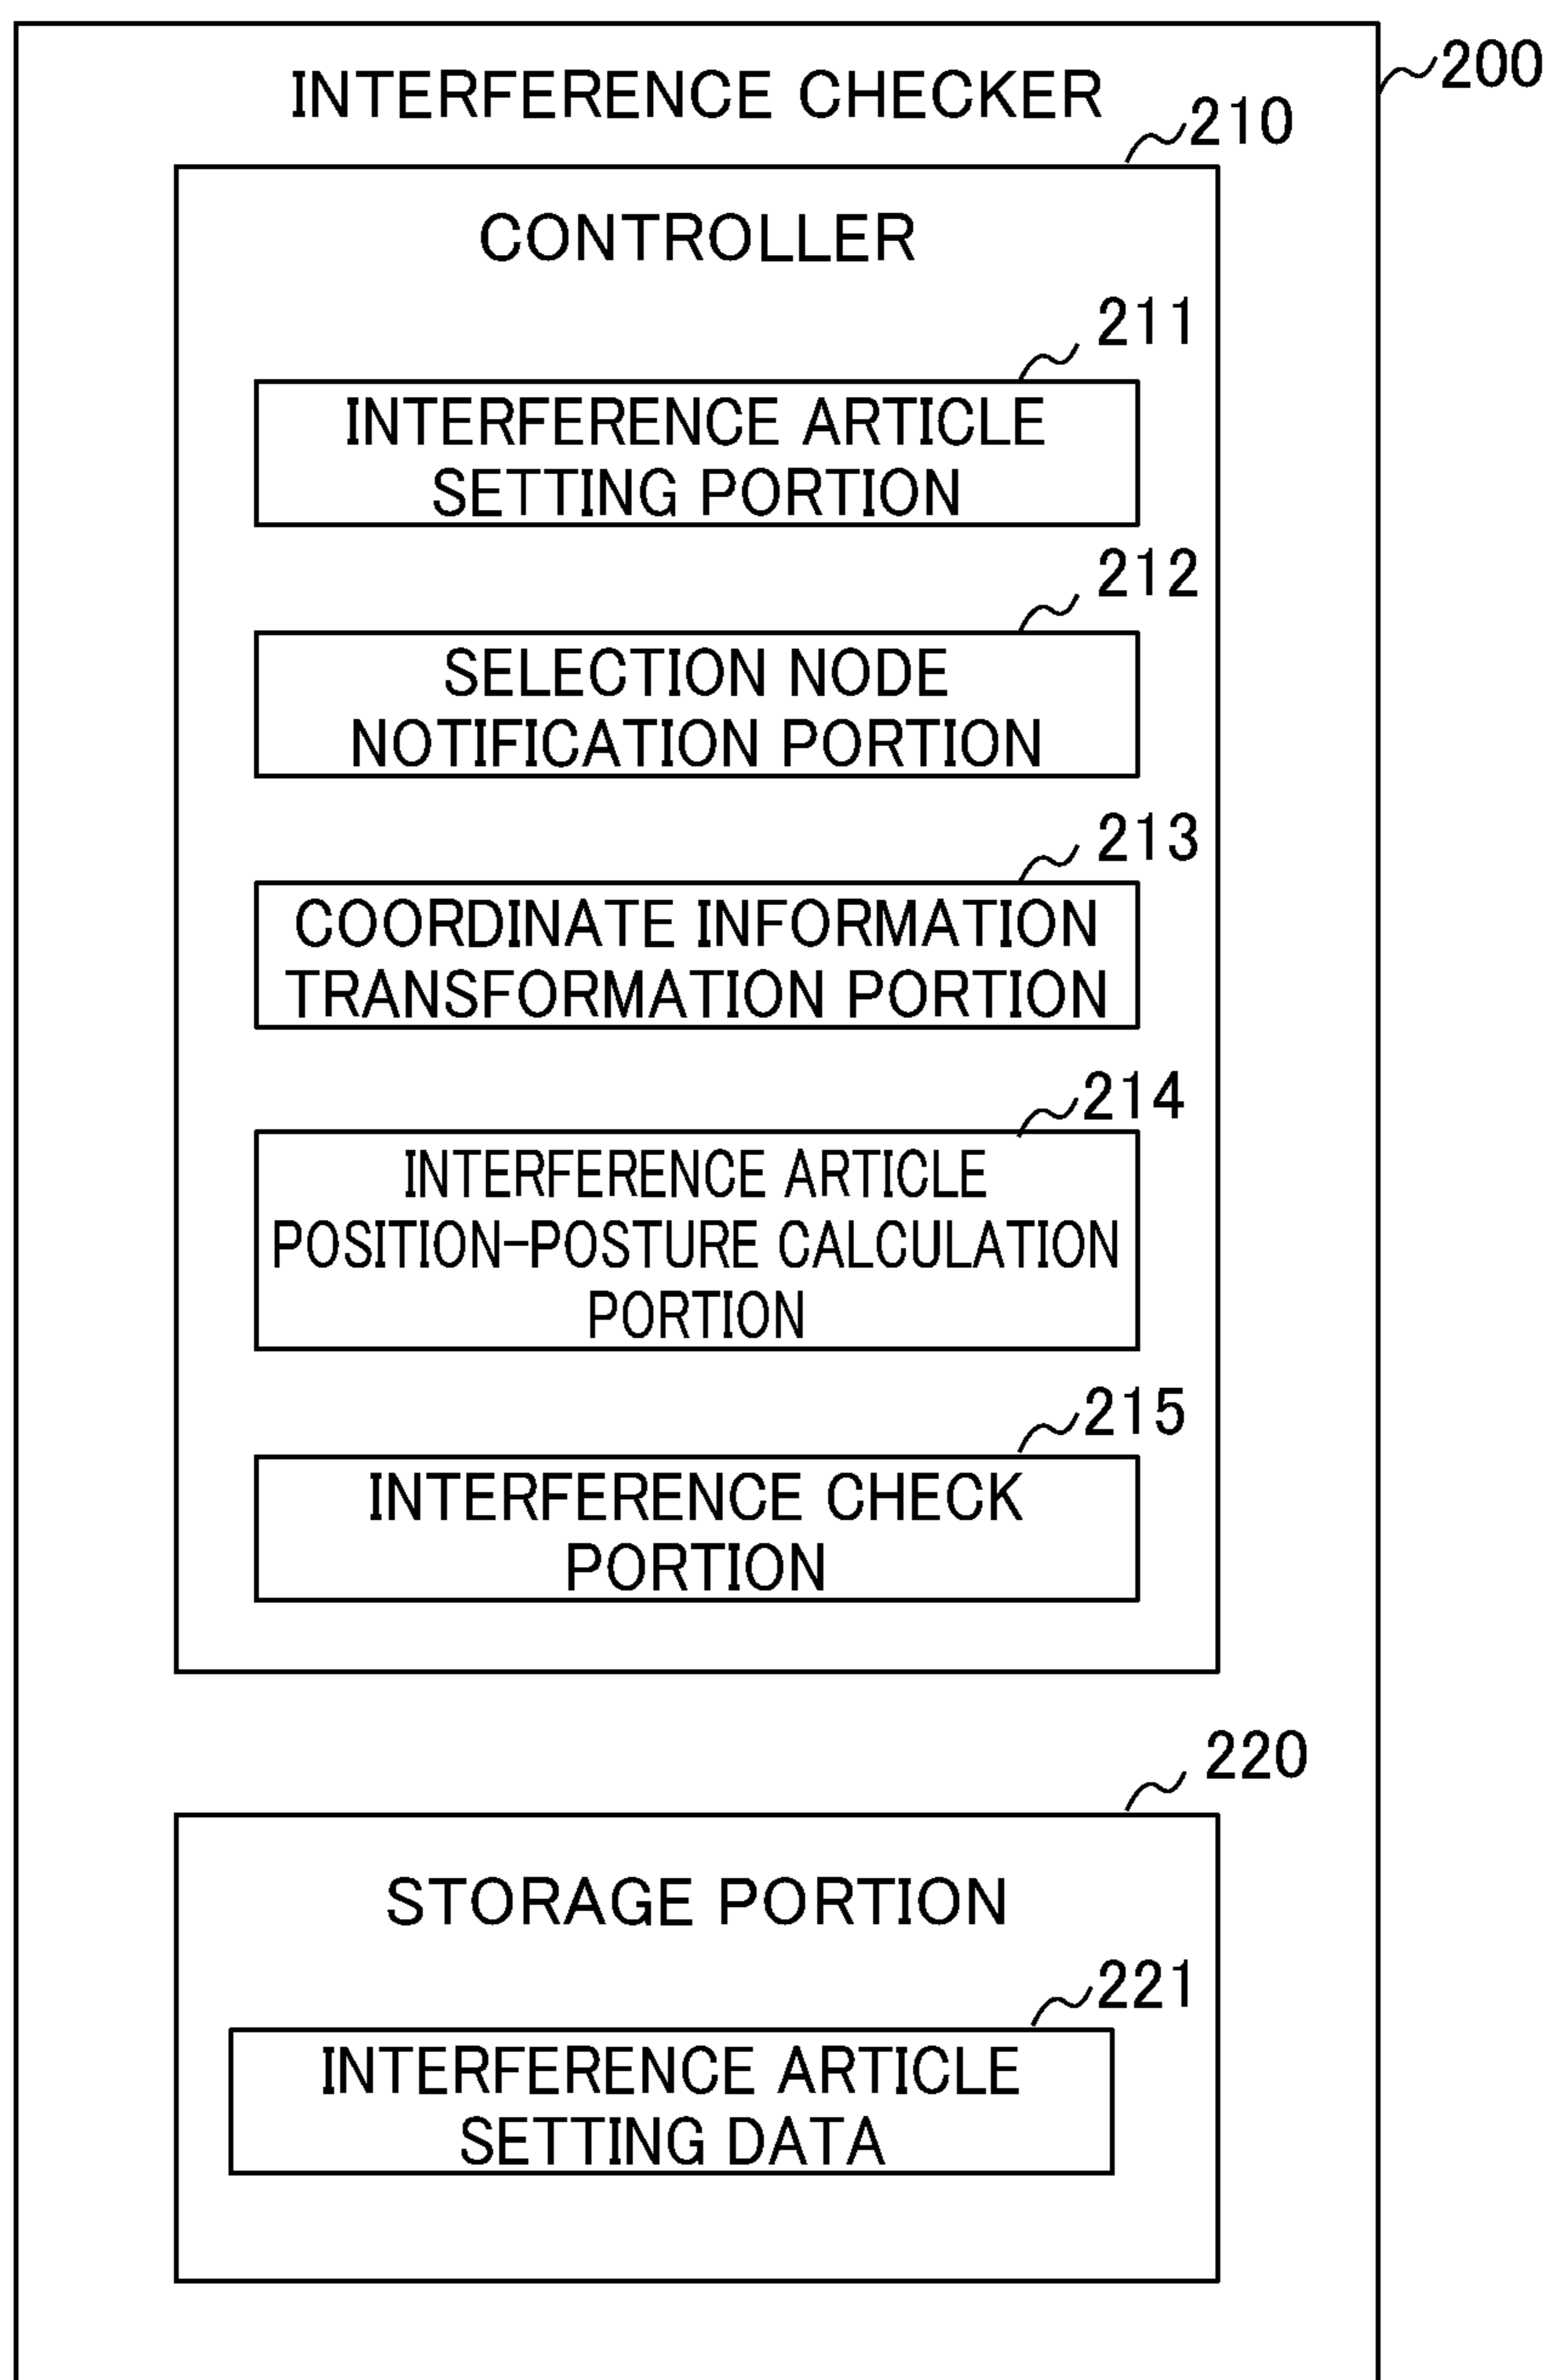 200
INTERFERENCE CHECKER
210
CONTROLLER
211
INTERFERENCE ARTICLE
SETTING PORTION
212
SELECTION NODE
NOTIFICATION PORTION
213
COORDINATE INFORMATION
TRANSFORMATION PORTION
214
INTERFERENCE ARTICLE
POSITION-POSTURE CALCULATION
PORTION
215
INTERFERENCE CHECK
PORTION
220
STORAGE PORTION
221
INTERFERENCE ARTICLE
SETTING DATA